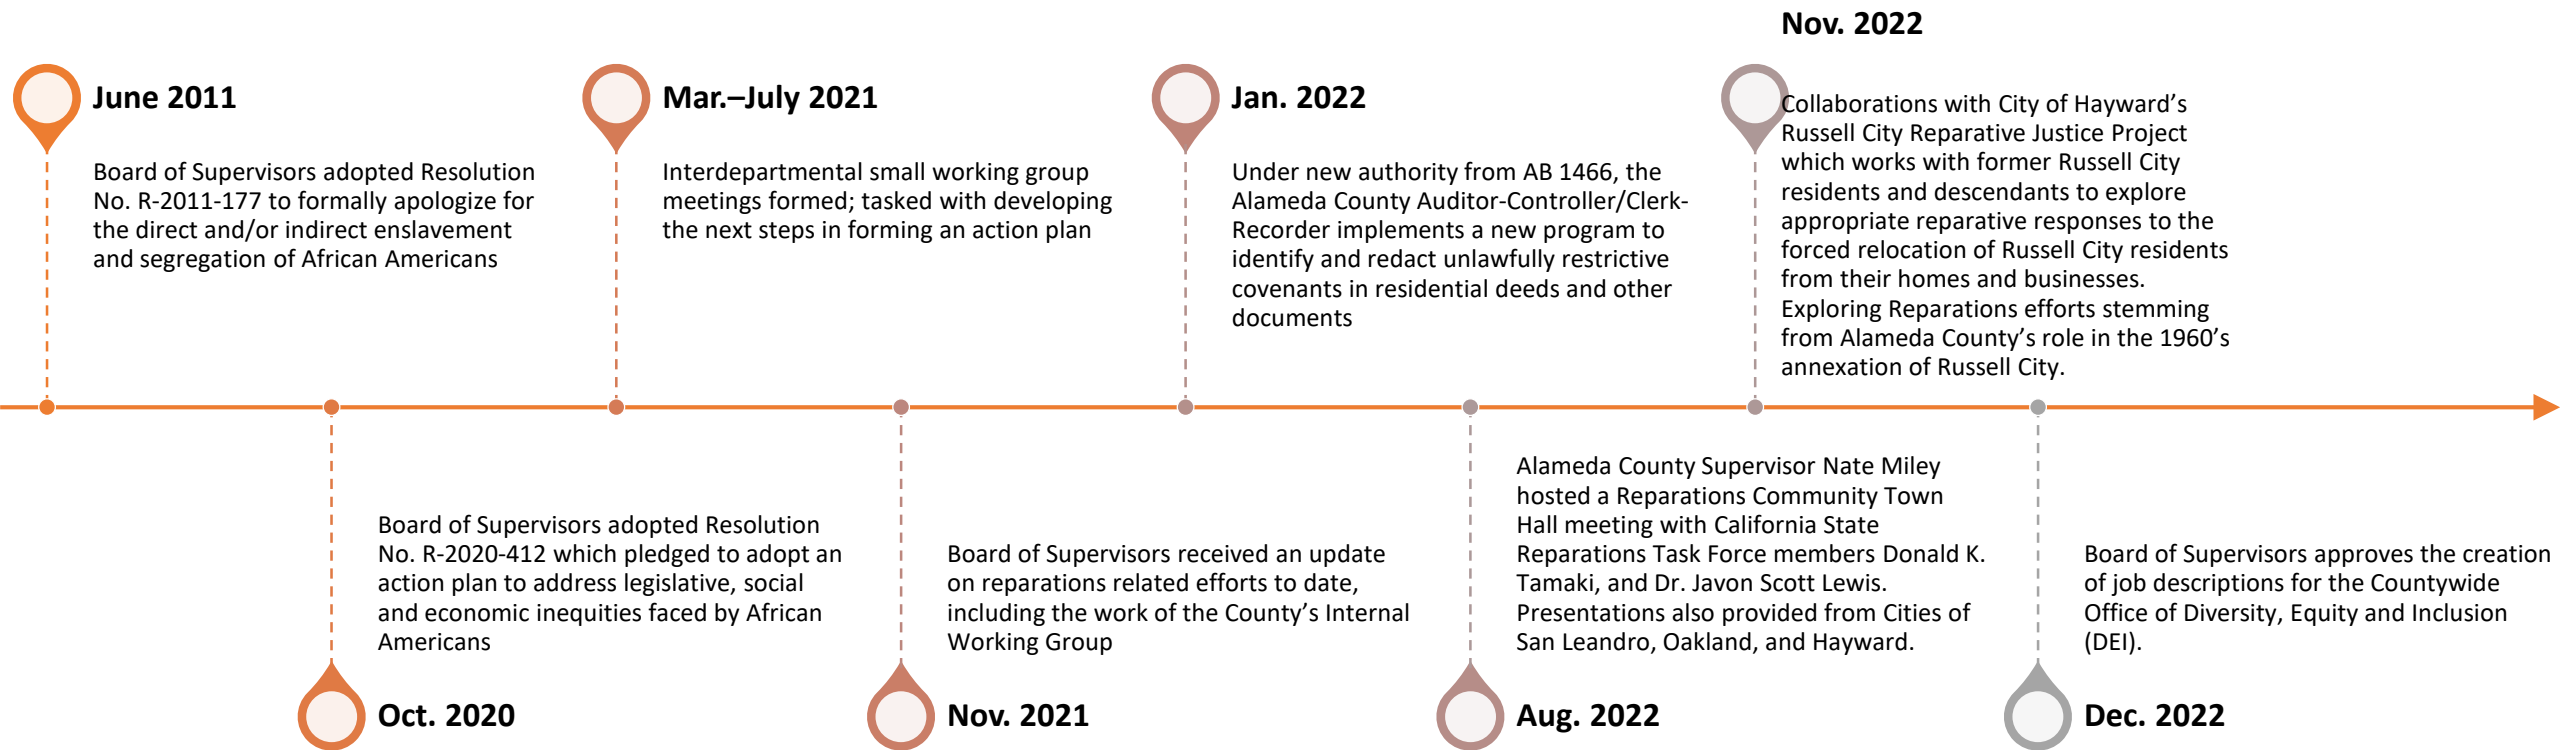 June 2011
Board of Supervisors adopted Resolution
No. R-2011-177 to formally apologize for
the direct and/or indirect enslavement
and segregation of African Americans
Oct. 2020
Board of Supervisors adopted Resolution
No. R-2020-412 which pledged to adopt an
action plan to address legislative, social
and economic inequities faced by African
Americans
Mar.–July 2021
Interdepartmental small working group
meetings formed; tasked with developing
the next steps in forming an action plan
Nov. 2021
Board of Supervisors received an update
on reparations related efforts to date,
including the work of the County’s Internal
Working Group
Jan. 2022
Under new authority from AB 1466, the
Alameda County Auditor-Controller/Clerk-
Recorder implements a new program to
identify and redact unlawfully restrictive
covenants in residential deeds and other
documents
Aug. 2022
Alameda County Supervisor Nate Miley
hosted a Reparations Community Town
Hall meeting with California State
Reparations Task Force members Donald K.
Tamaki, and Dr. Javon Scott Lewis.
Presentations also provided from Cities of
San Leandro, Oakland, and Hayward.
Nov. 2022
Collaborations with City of Hayward’s
Russell City Reparative Justice Project
which works with former Russell City
residents and descendants to explore
appropriate reparative responses to the
forced relocation of Russell City residents
from their homes and businesses.
Exploring Reparations efforts stemming
from Alameda County’s role in the 1960’s
annexation of Russell City.
Dec. 2022
Board of Supervisors approves the creation
of job descriptions for the Countywide
Office of Diversity, Equity and Inclusion
(DEI).